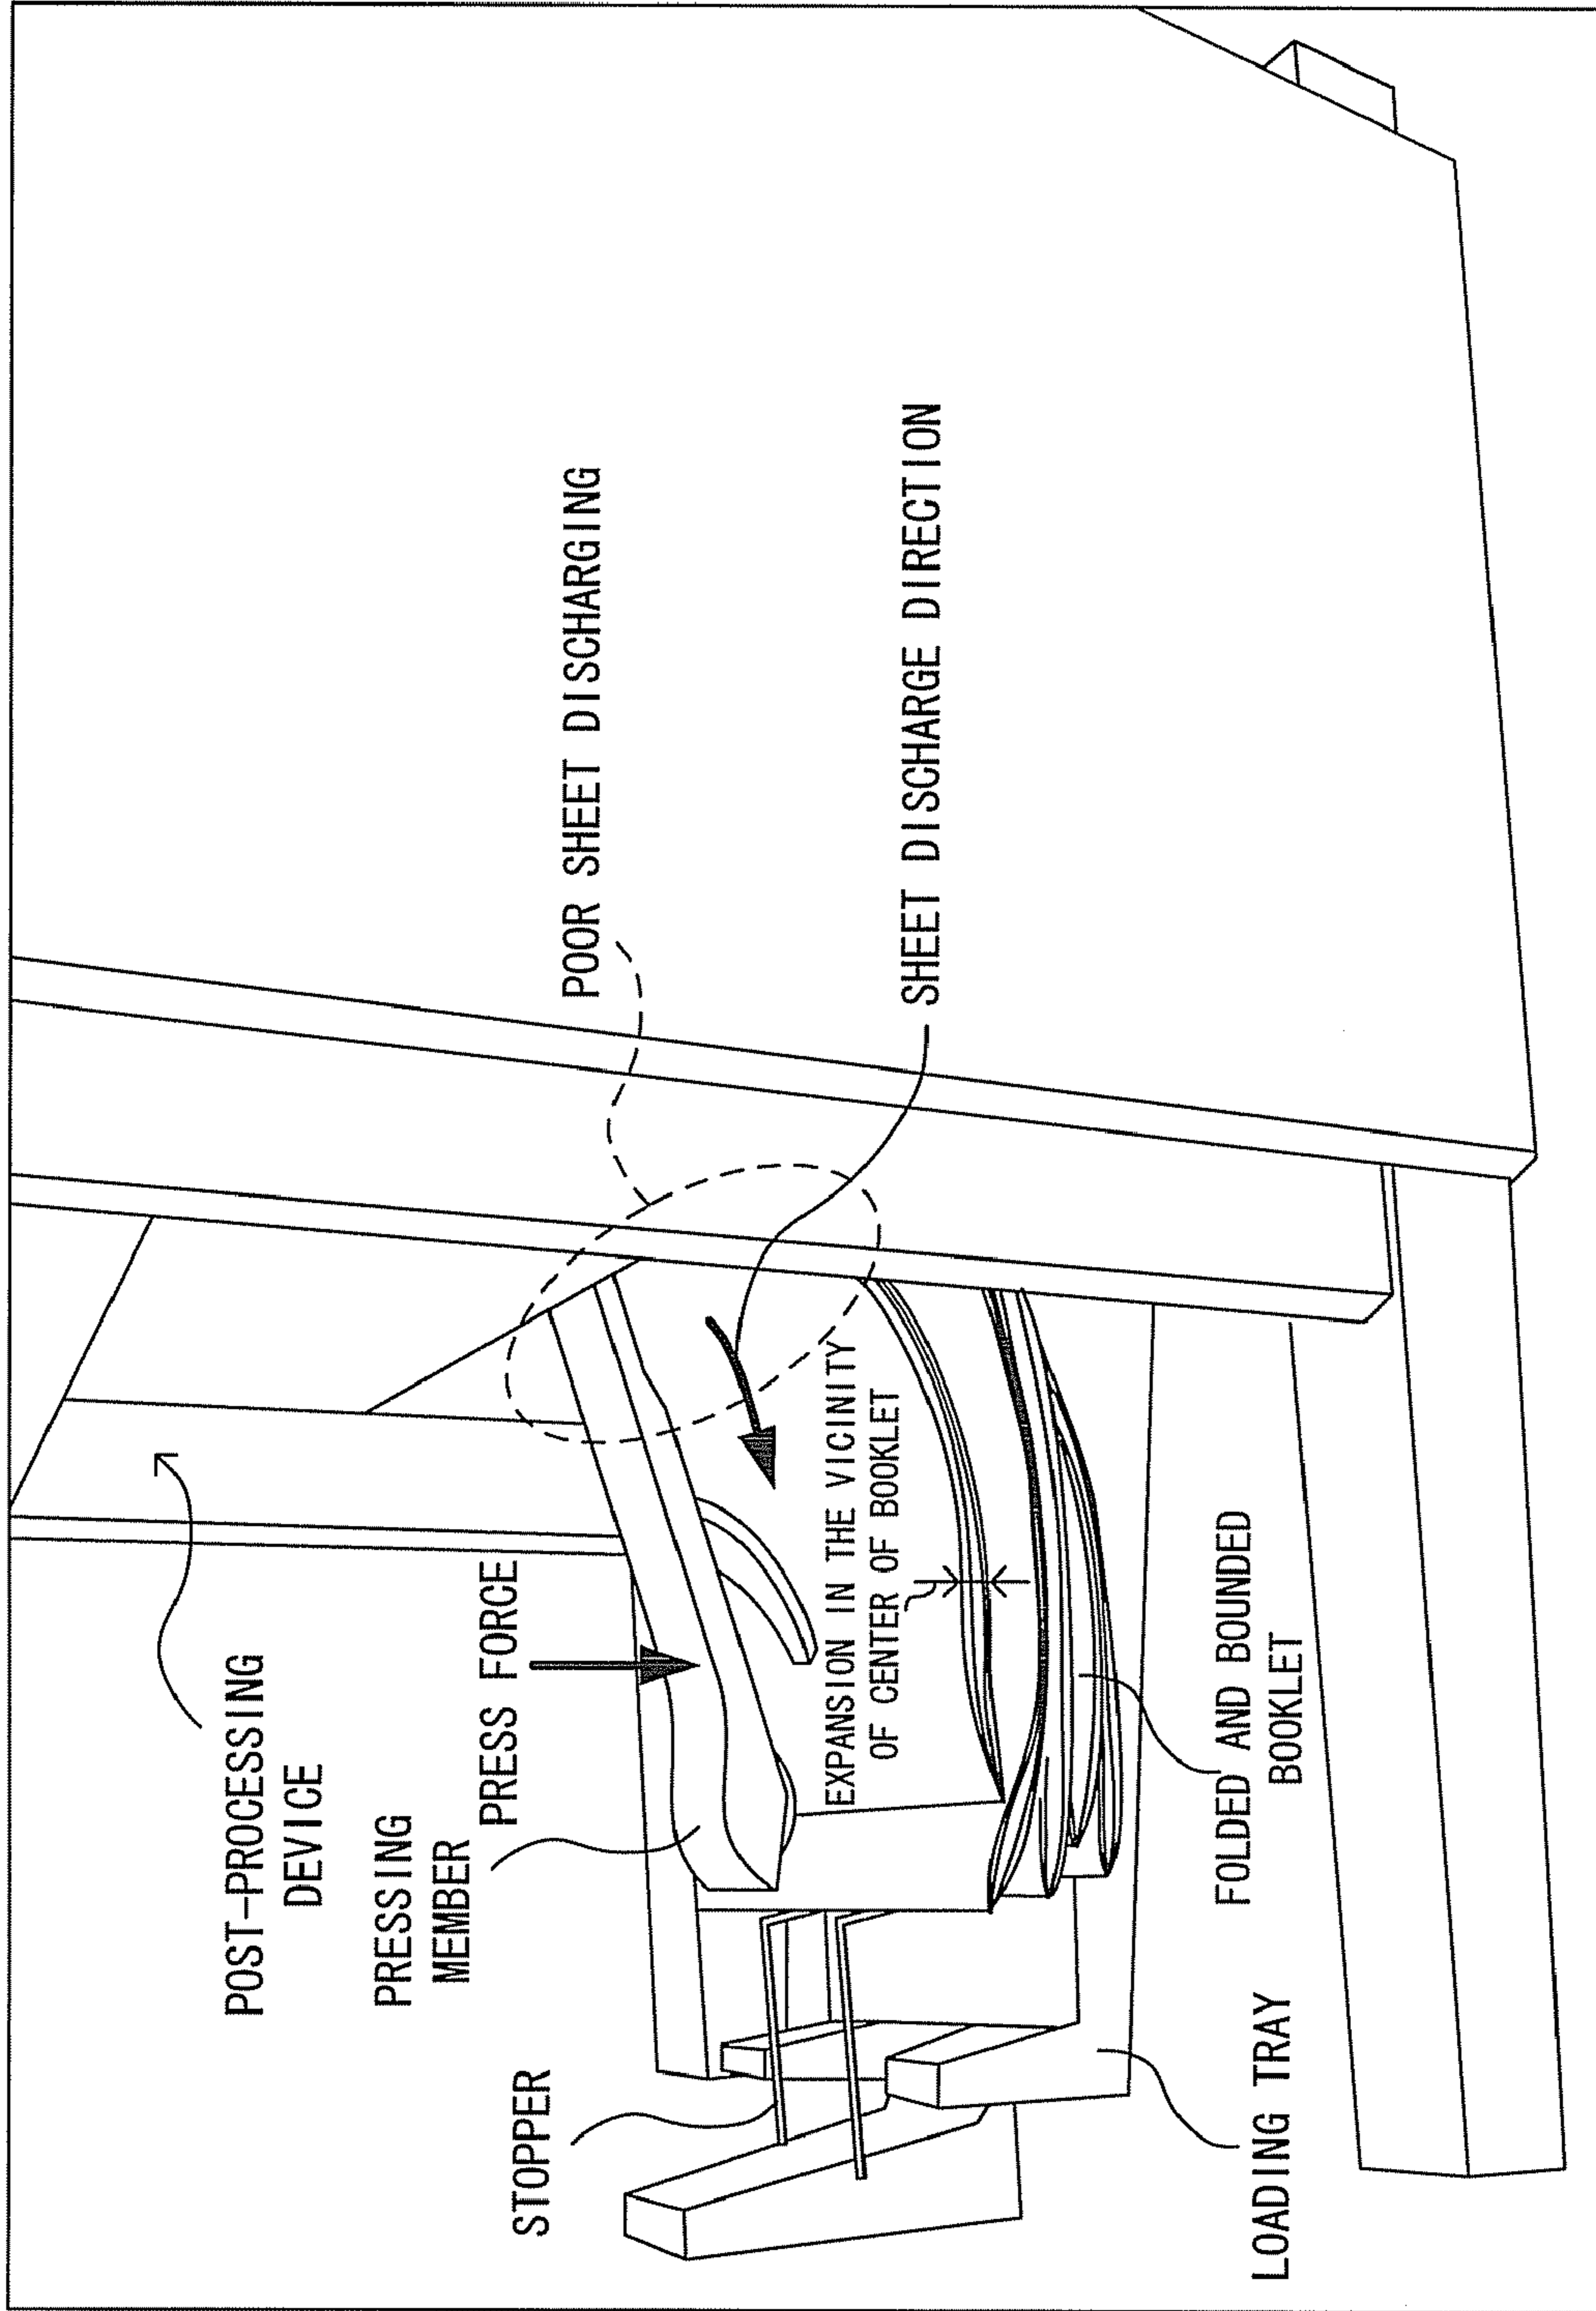 POST-PROCESSING
DEVICE
PRESSING
MEMBER
PRESS FORCE
STOPPER
POOR SHEET DISCHARGING
EXPANSION IN THE VICINITY
OF CENTER OF BOOKLET
SHEET DISCHARGE DIRECTION
FOLDED AND BOUNDED
BOOKLET
LOADING TRAY